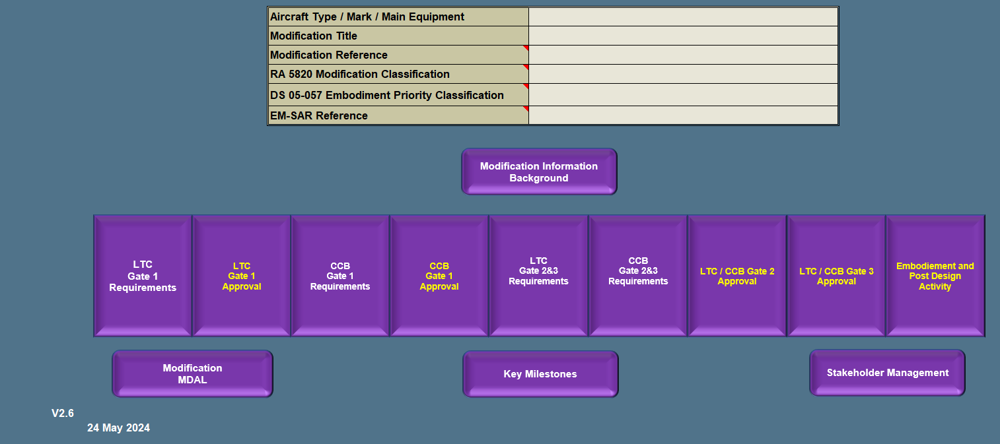 Aircraft Type / Mark / Main Equipment
Modification Title
Modification Reference
RA 5820 Modification Classification
DS 05-057 Embodiment Priority Classification
EM-SAR Reference
Modification Information
Background
LTC
Gate 1
Requirements
LTC
Gate 1
Approval
CCB
Gate 1
Requirements
CCB
Gate 1
Approval
LTC
Gate 2&3
Requirements
CCB
Gate 2&3
Requirements
LTC / CCB Gate 2
Approval
LTC / CCB Gate 3
Approval
Embodiement and
Post Design
Activity
Modification
MDAL
Key Milestones
Stakeholder Management
V2.6
24 May 2024